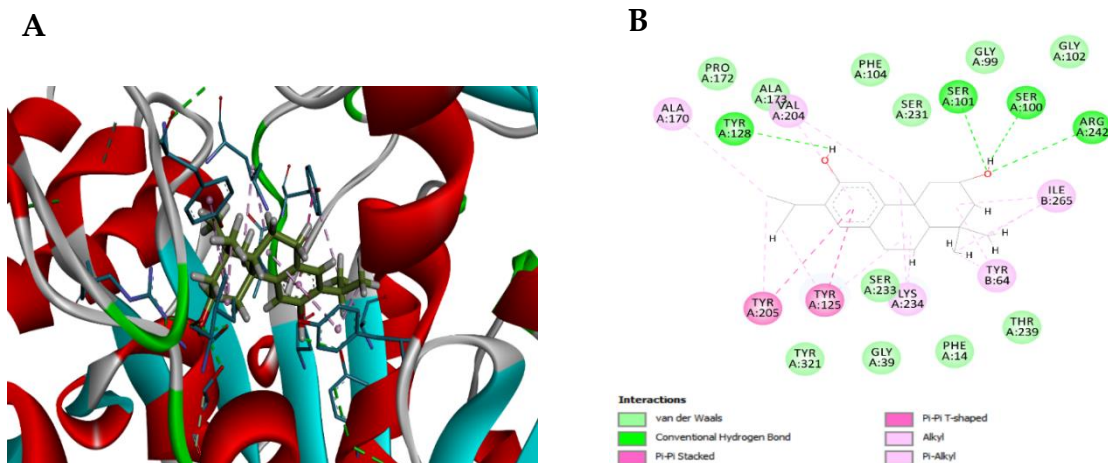 A
B
PRO
A:172
ALA
A:173
VAL
A:204
PHE
A:104
GLY
A:99
GLY
A:102
ALA
A:170
TYR
A:128
SER
A:231
SER
A:101
SER
A:100
ARG
A:242
H
O
H
O
H
H
H
H
H
ILE
B:265
TYR
B:64
TYR
A:205
TYR
A:125
SER
A:233
LYS
A:234
TYR
A:321
GLY
A:39
PHE
A:14
THR
A:239
Interactions
van der Waals
Conventional Hydrogen Bond
Pi-Pi Stacked
Pi-Pi T-shaped
Alkyl
Pi-Alkyl